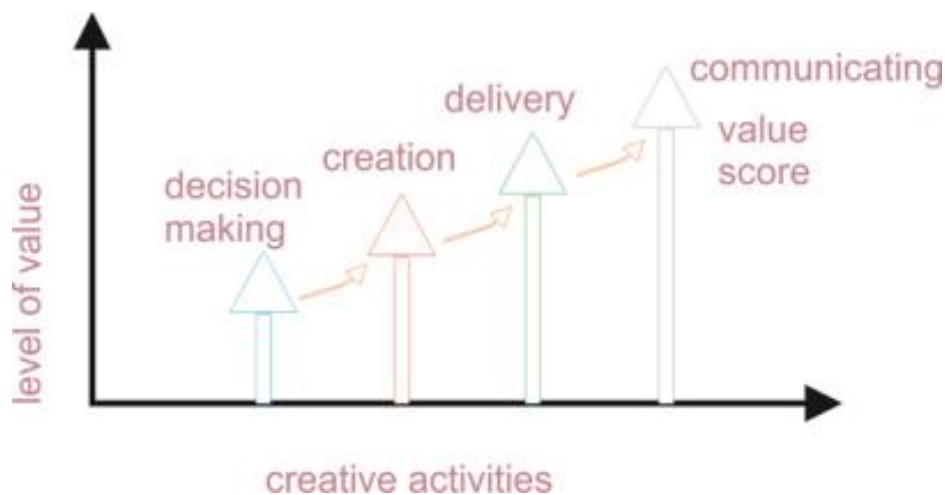 communicating
delivery
value
score
creation
decision
making
level of value
creative activities